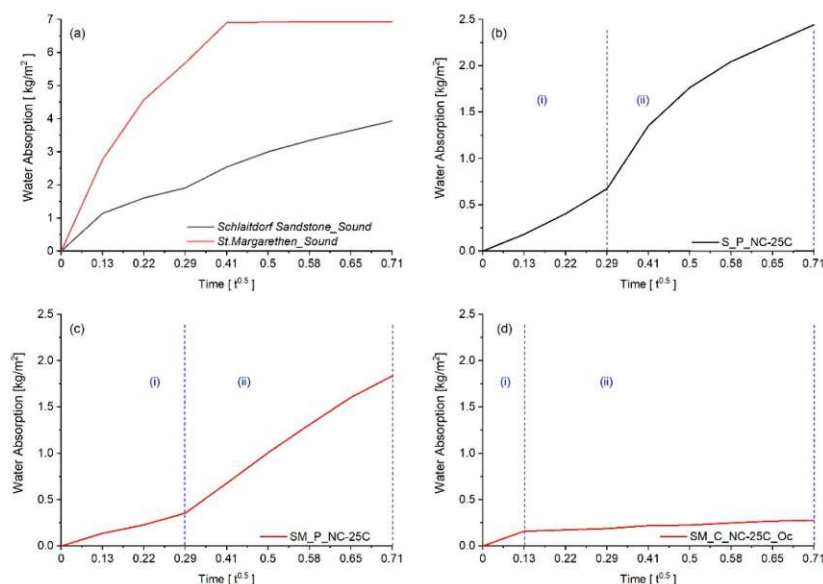 (a)
Water Absorption [ kg/m²]
7
6
5
4
3
2
1
0
Schlaitdorf Sandstone_Sound
St.Margarethen_Sound
0 0.13 0.22 0.29 0.41 0.5 0.58 0.65 0.71
Time [ t^0.5 ]
(b)
Water Absorption [kg/m²]
2.5
2.0
1.5
1.0
0.5
0.0
(i)
(ii)
S_P_NC-25C
0 0.13 0.22 0.29 0.41 0.5 0.58 0.65 0.71
Time [ t^0.5 ]
(c)
Water Absorption [kg/m²]
2.5
2.0
1.5
1.0
0.5
0.0
(i)
(ii)
SM_P_NC-25C
0 0.13 0.22 0.29 0.41 0.5 0.58 0.65 0.71
Time [ t^0.5 ]
(d)
Water Absorption [kg/m²]
2.5
2.0
1.5
1.0
0.5
0.0
(i)
(ii)
SM_C_NC-25C_Oc
0 0.13 0.22 0.29 0.41 0.5 0.58 0.65 0.71
Time [ t^0.5 ]